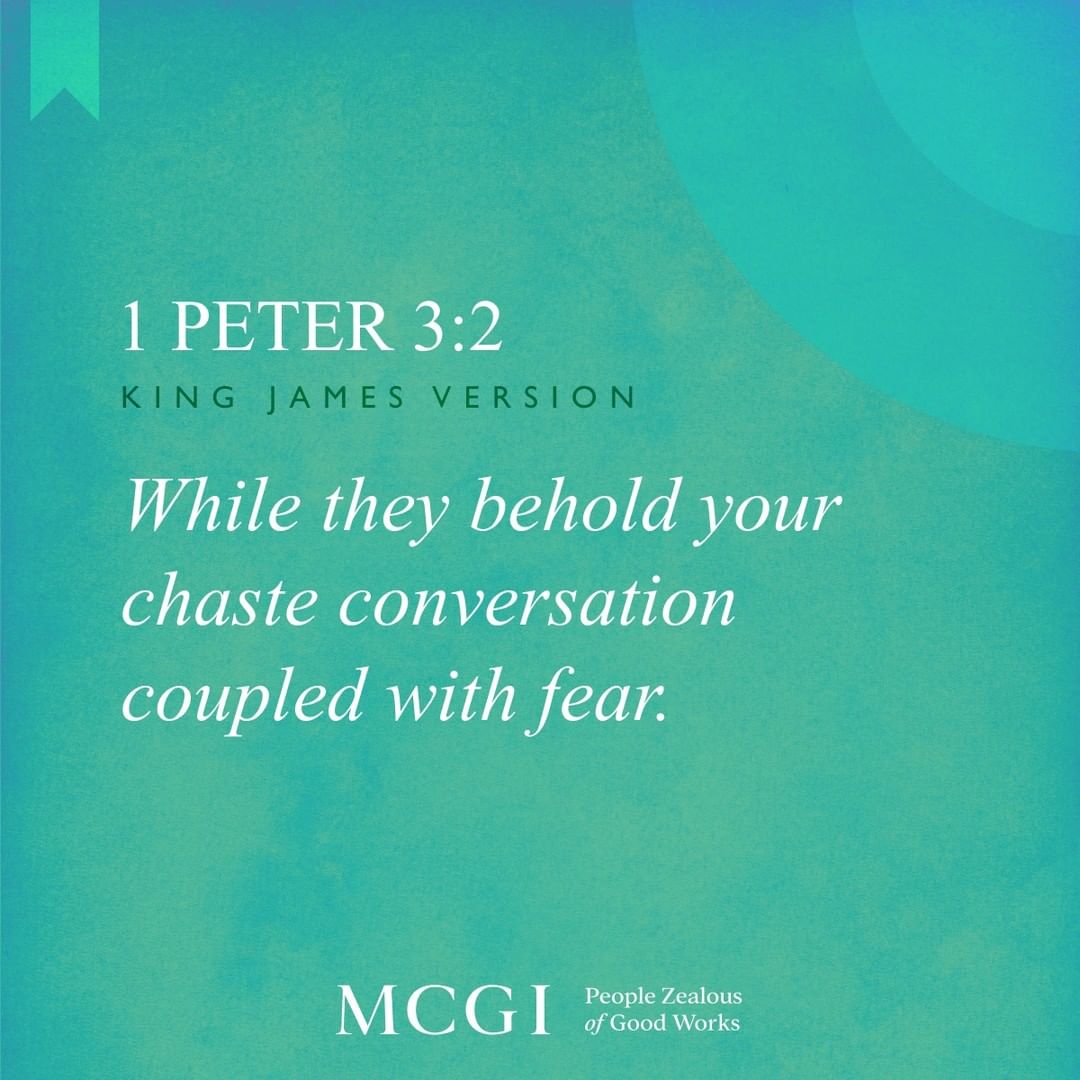 1 PETER 3:2
KING JAMES VERSION
While they behold your
chaste conversation
coupled with fear.
MCGI
People Zealous
of Good Works